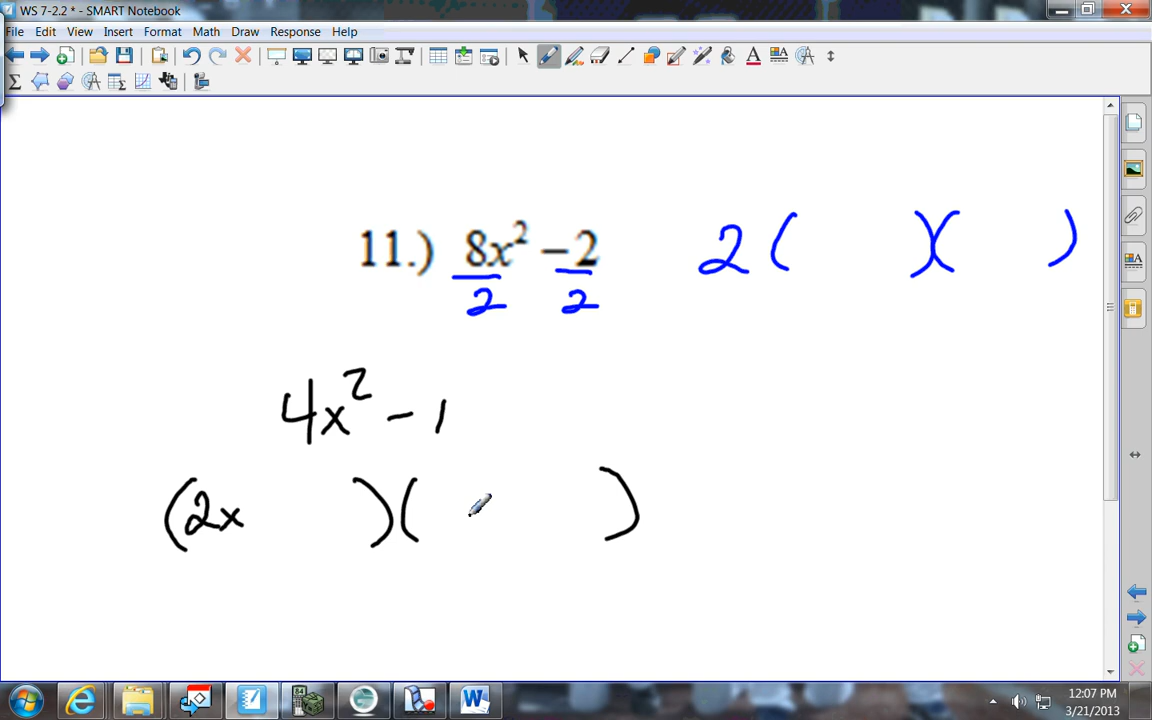 WS 7-2.2 * - SMART Notebook
File Edit View Insert Format Math Draw Response Help
11.) 8x² – 2 2 ( )( )
2 2
4x² - 1
(2x )( )
12:07 PM
3/21/2013